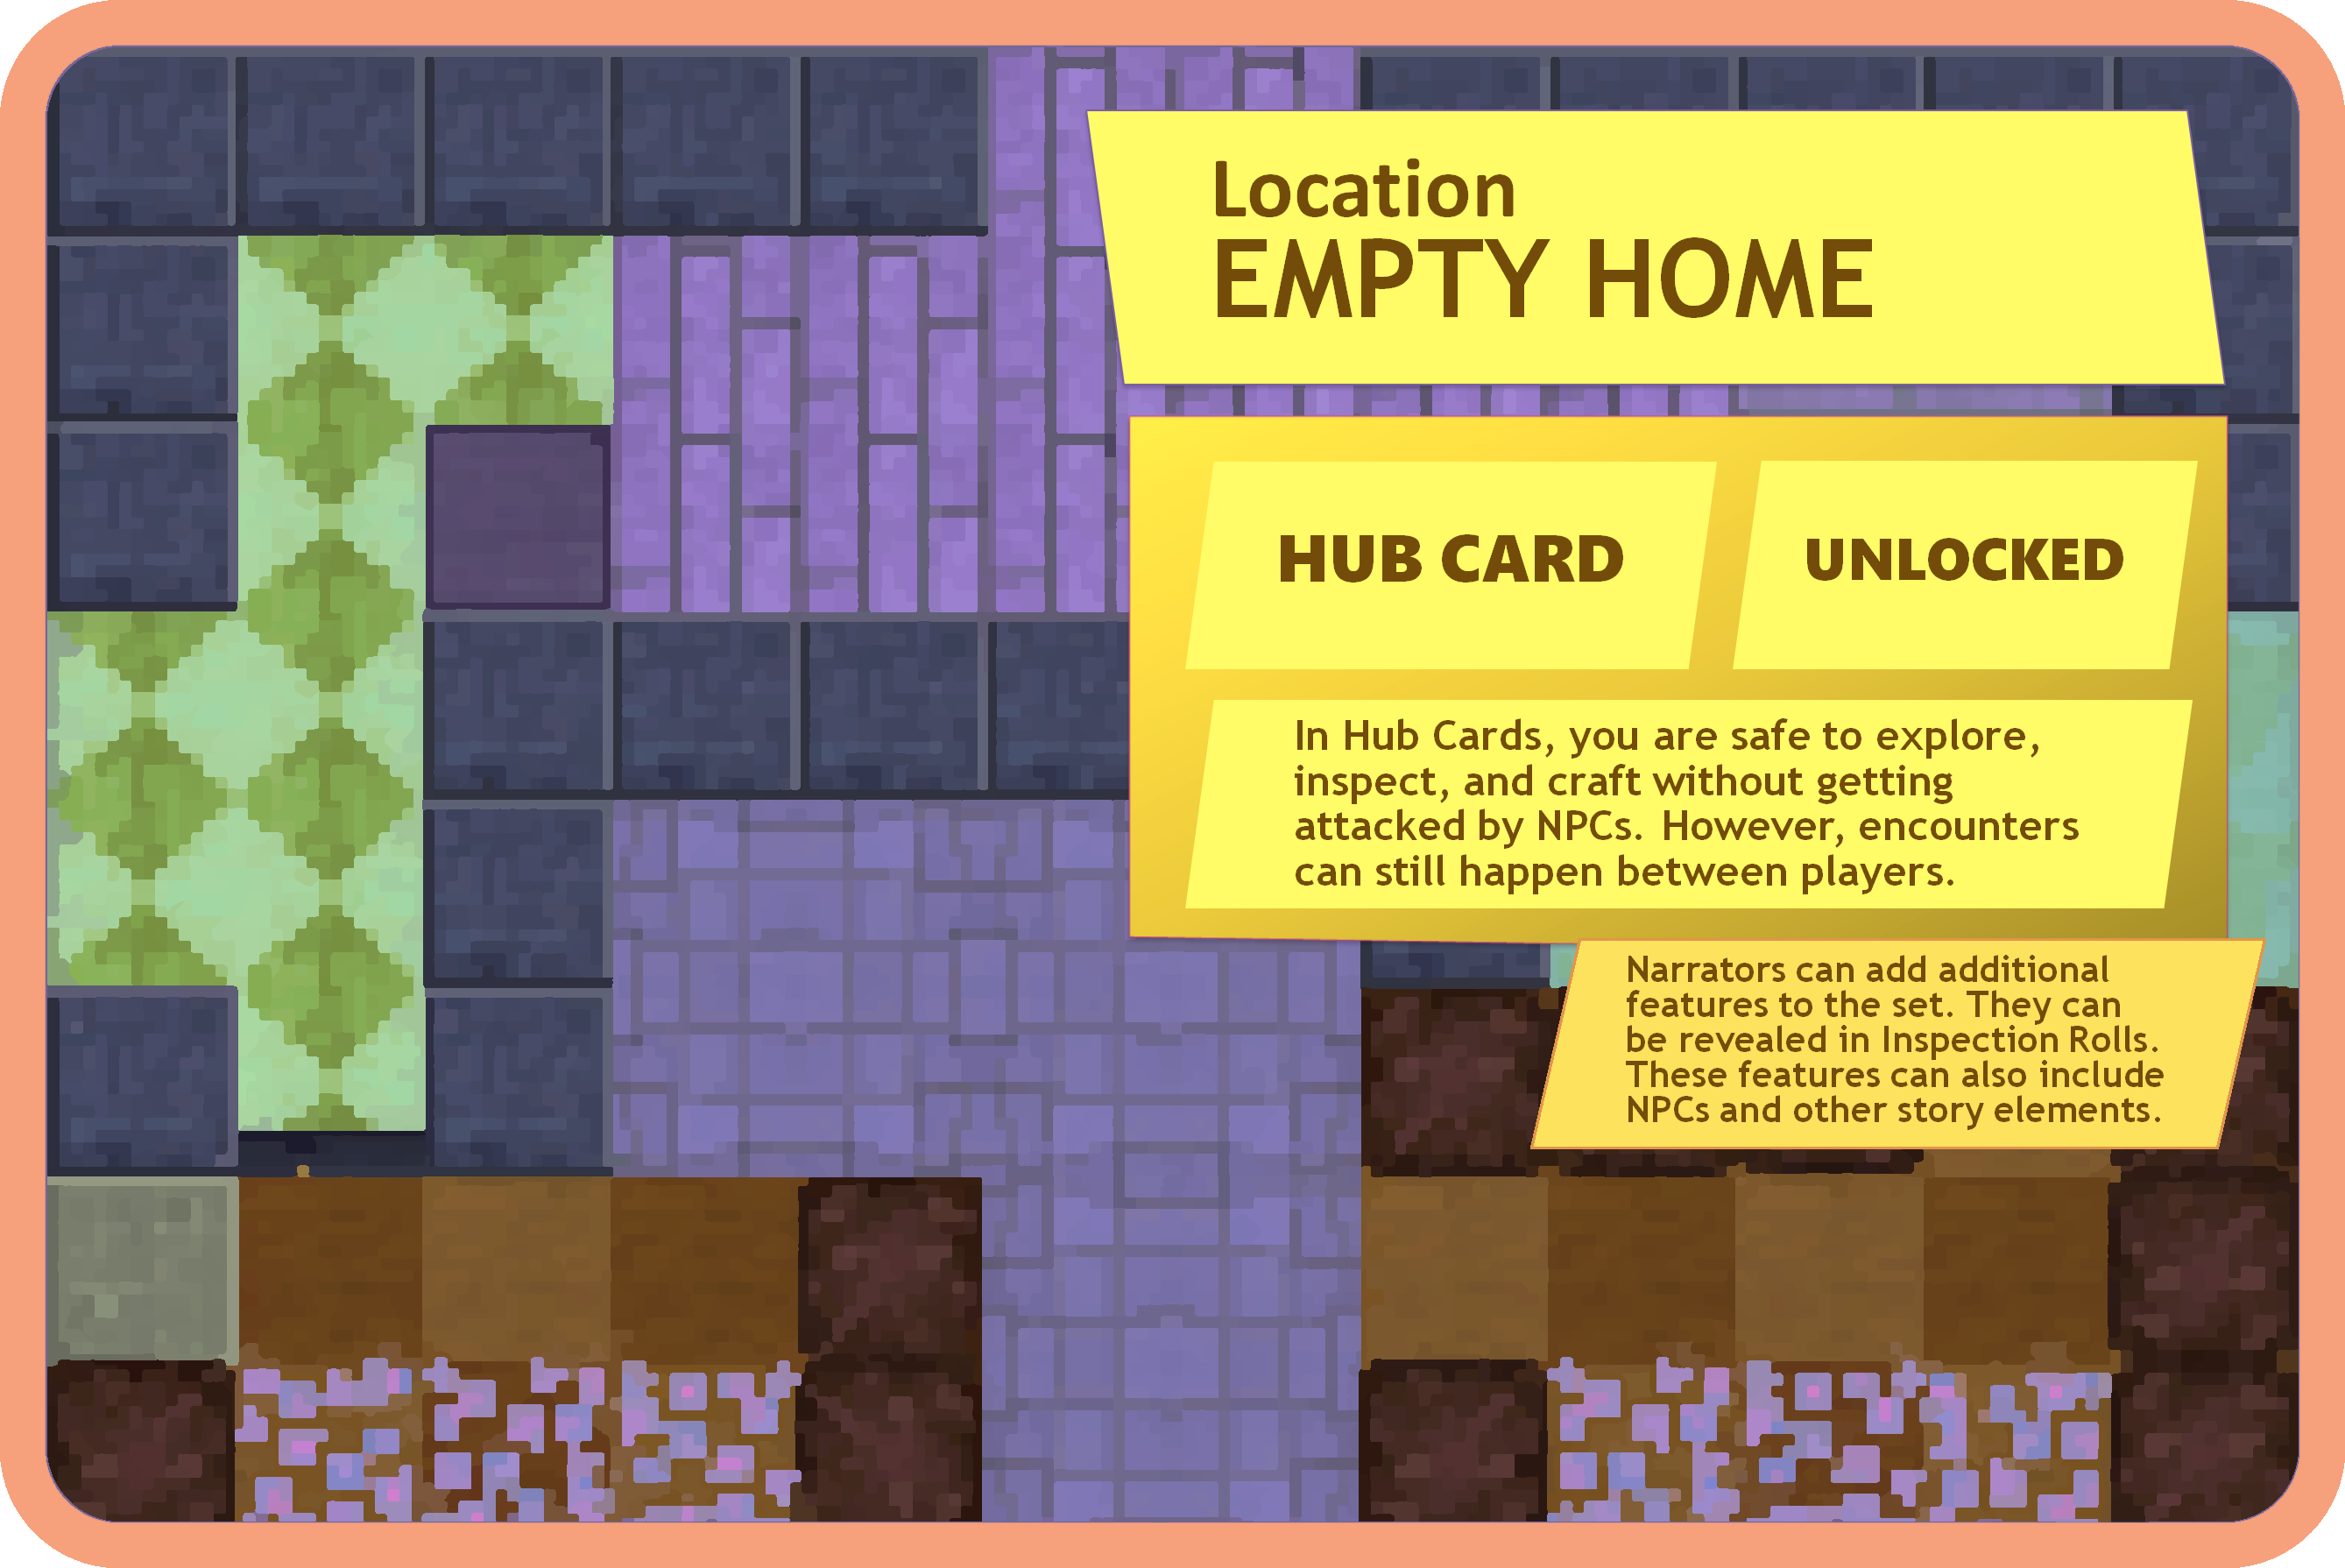 Location
EMPTY HOME
HUB CARD
UNLOCKED
In Hub Cards, you are safe to explore,
inspect, and craft without getting
attacked by NPCs. However, encounters
can still happen between players.
Narrators can add additional
features to the set. They can
be revealed in Inspection Rolls.
These features can also include
NPCs and other story elements.